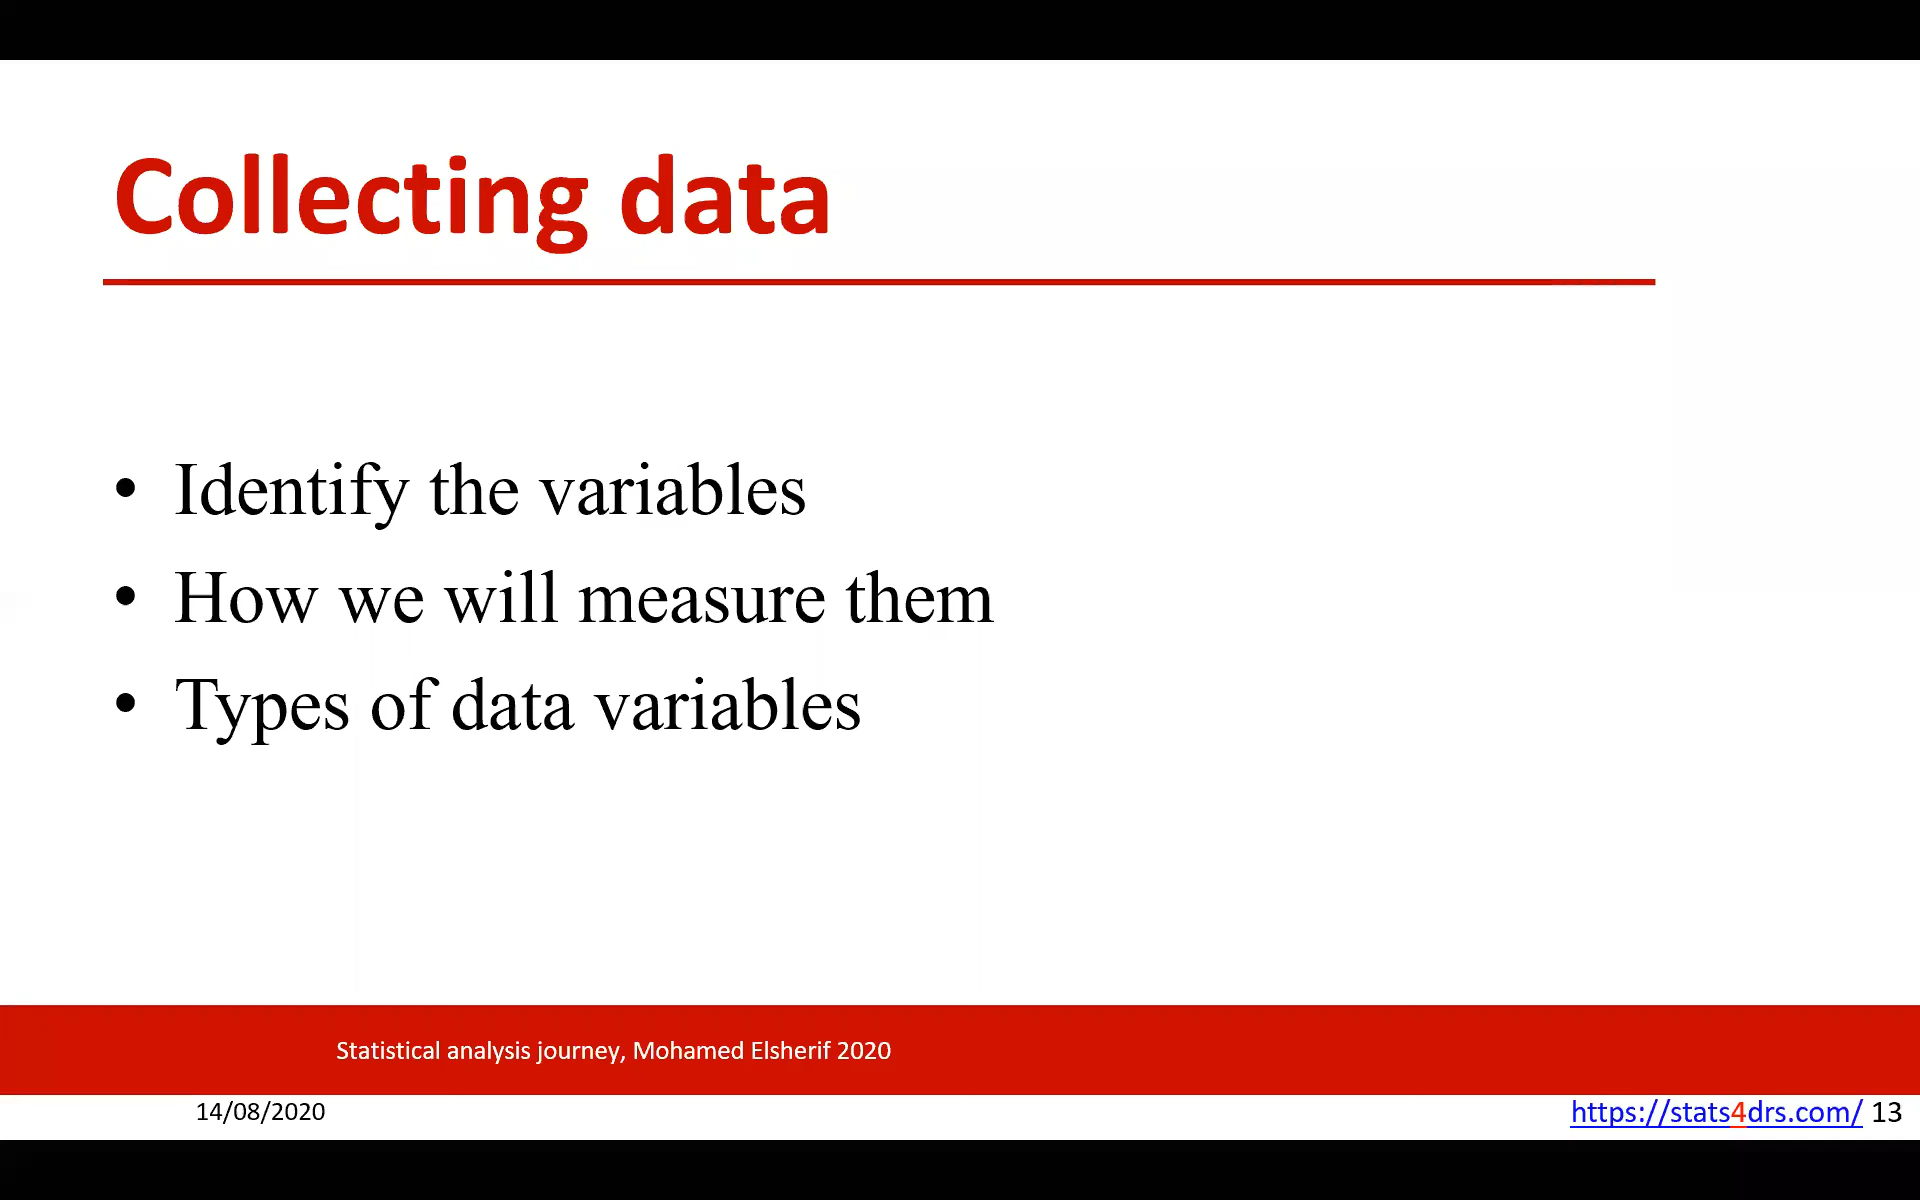 Collecting data
• Identify the variables
• How we will measure them
• Types of data variables
Statistical analysis journey, Mohamed Elsherif 2020
14/08/2020
https://stats4drs.com/ 13